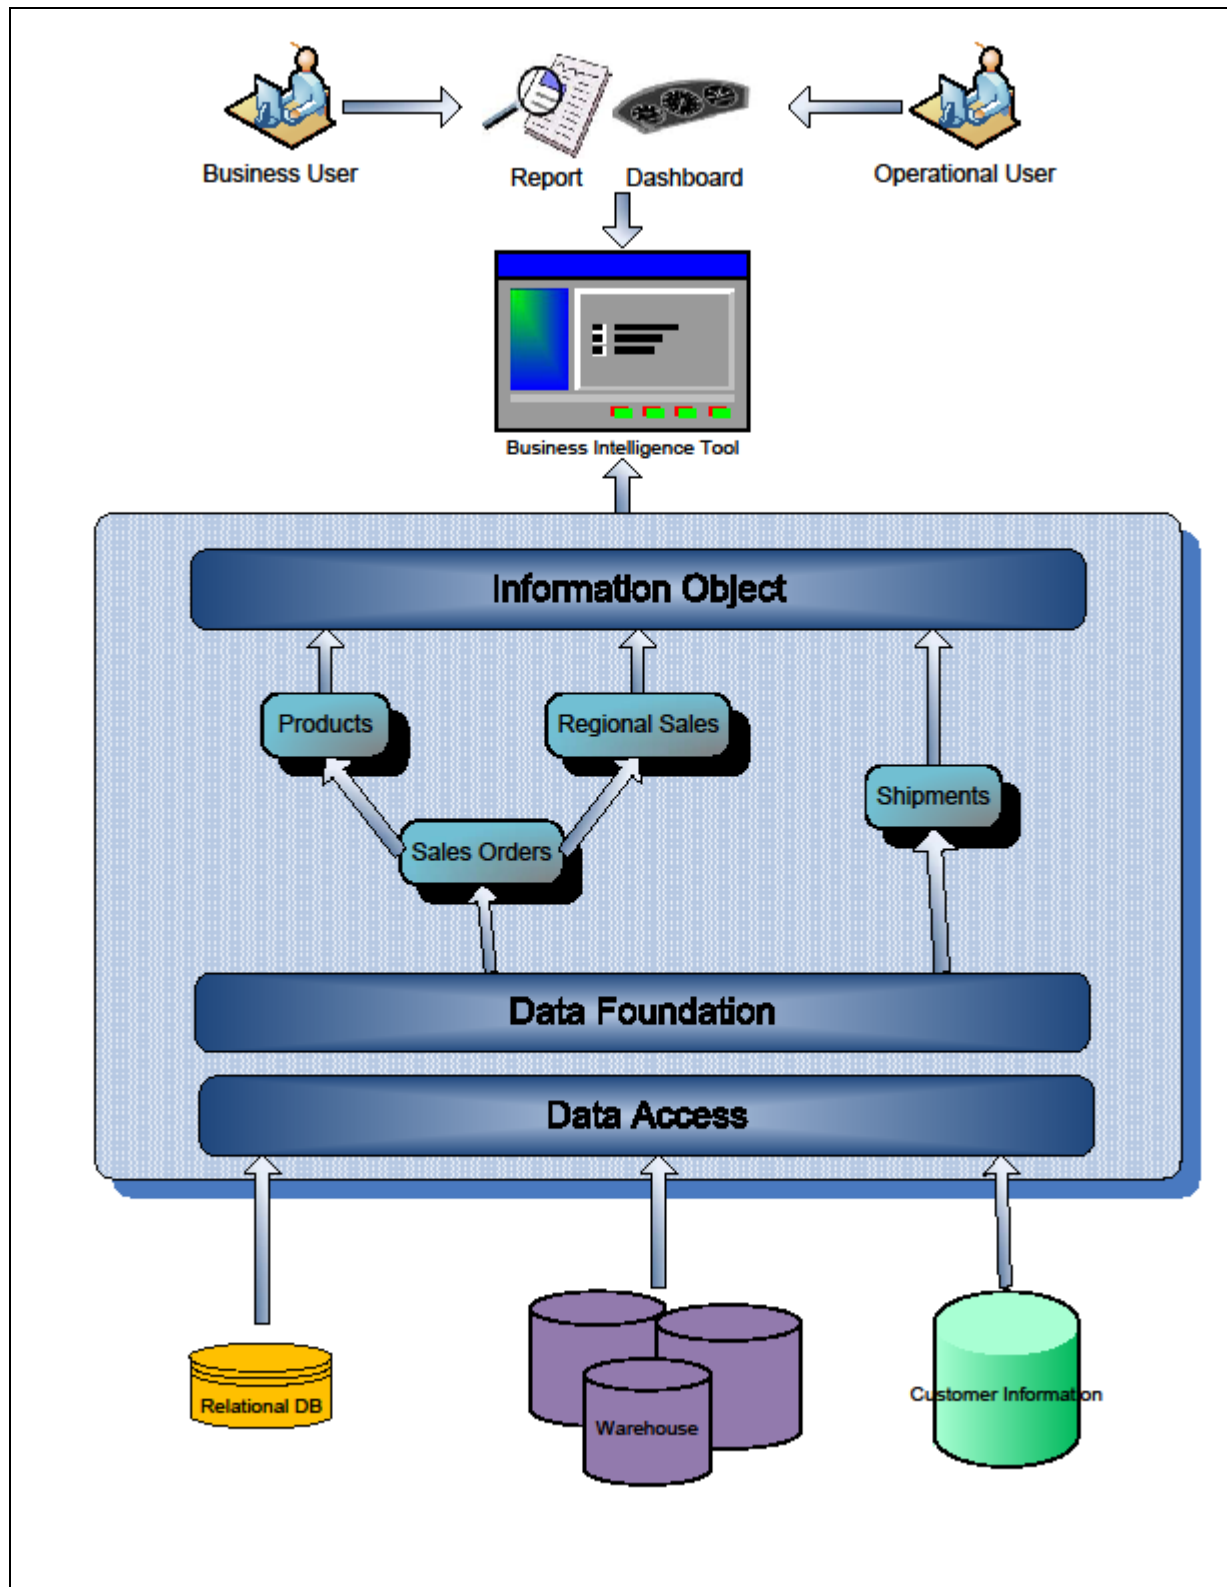 Business User
Report
Dashboard
Operational User
Business Intelligence Tool
Information Object
Products
Regional Sales
Shipments
Sales Orders
Data Foundation
Data Access
Relational DB
Warehouse
Customer Information